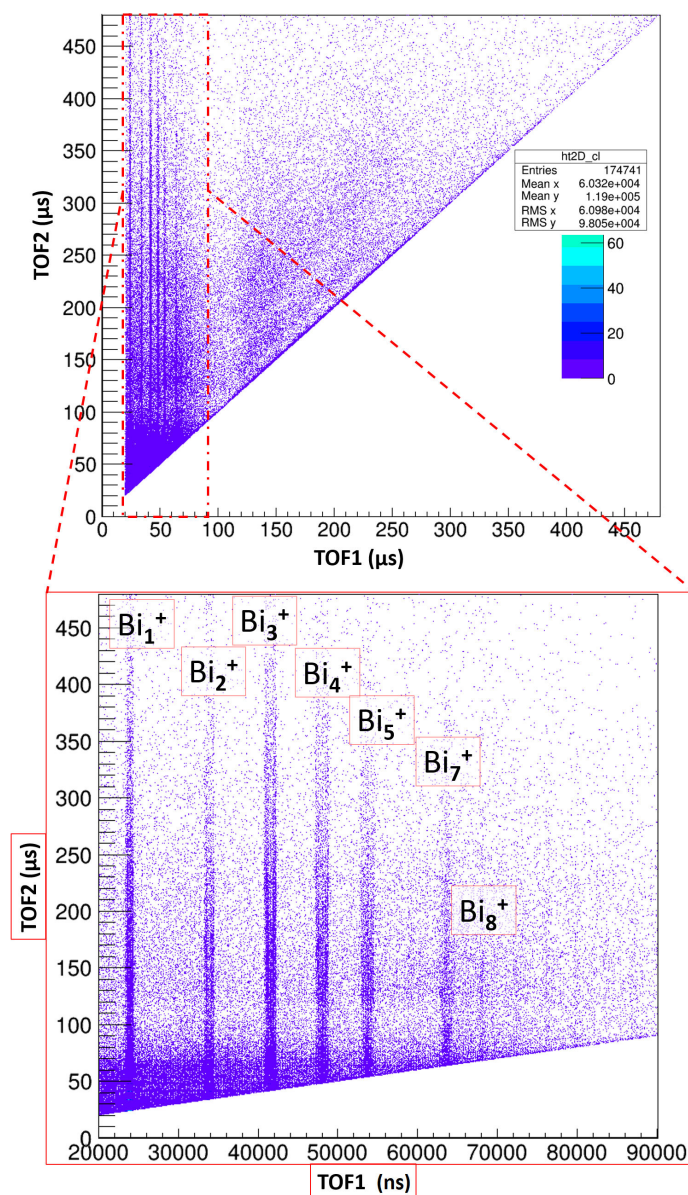 450
400
350
300
250
200
150
100
50
0
TOF2 (µs)
ht2D_cl
Entries 174741
Mean x 6.032e+004
Mean y 1.19e+005
RMS x 6.098e+004
RMS y 9.805e+004
60
40
20
0
0 50 100 150 200 250 300 350 400 450
TOF1 (µs)
Bi₁⁺
Bi₂⁺
Bi₃⁺
Bi₄⁺
Bi₅⁺
Bi₇⁺
Bi₈⁺
450
400
350
300
250
200
150
100
50
0
TOF2 (µs)
20000 30000 40000 50000 60000 70000 80000 90000
TOF1 (ns)